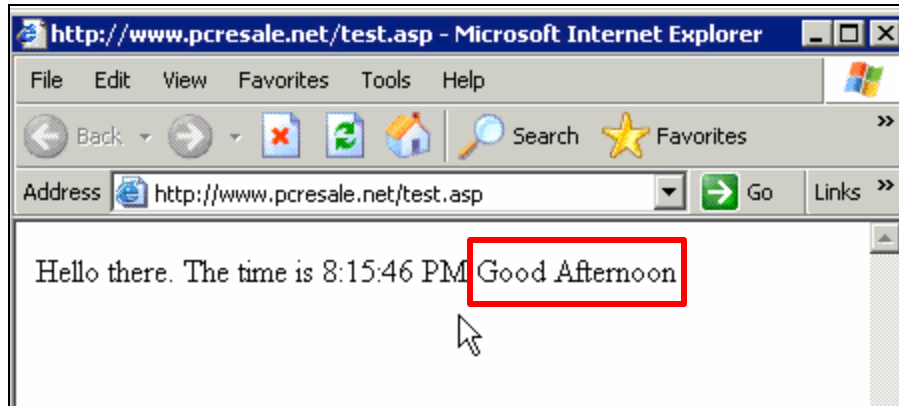 http://www.pcresale.net/test.asp - Microsoft Internet Explorer
File Edit View Favorites Tools Help
Back Search Favorites »
Address http://www.pcresale.net/test.asp Go Links »
Hello there. The time is 8:15:46 PM Good Afternoon